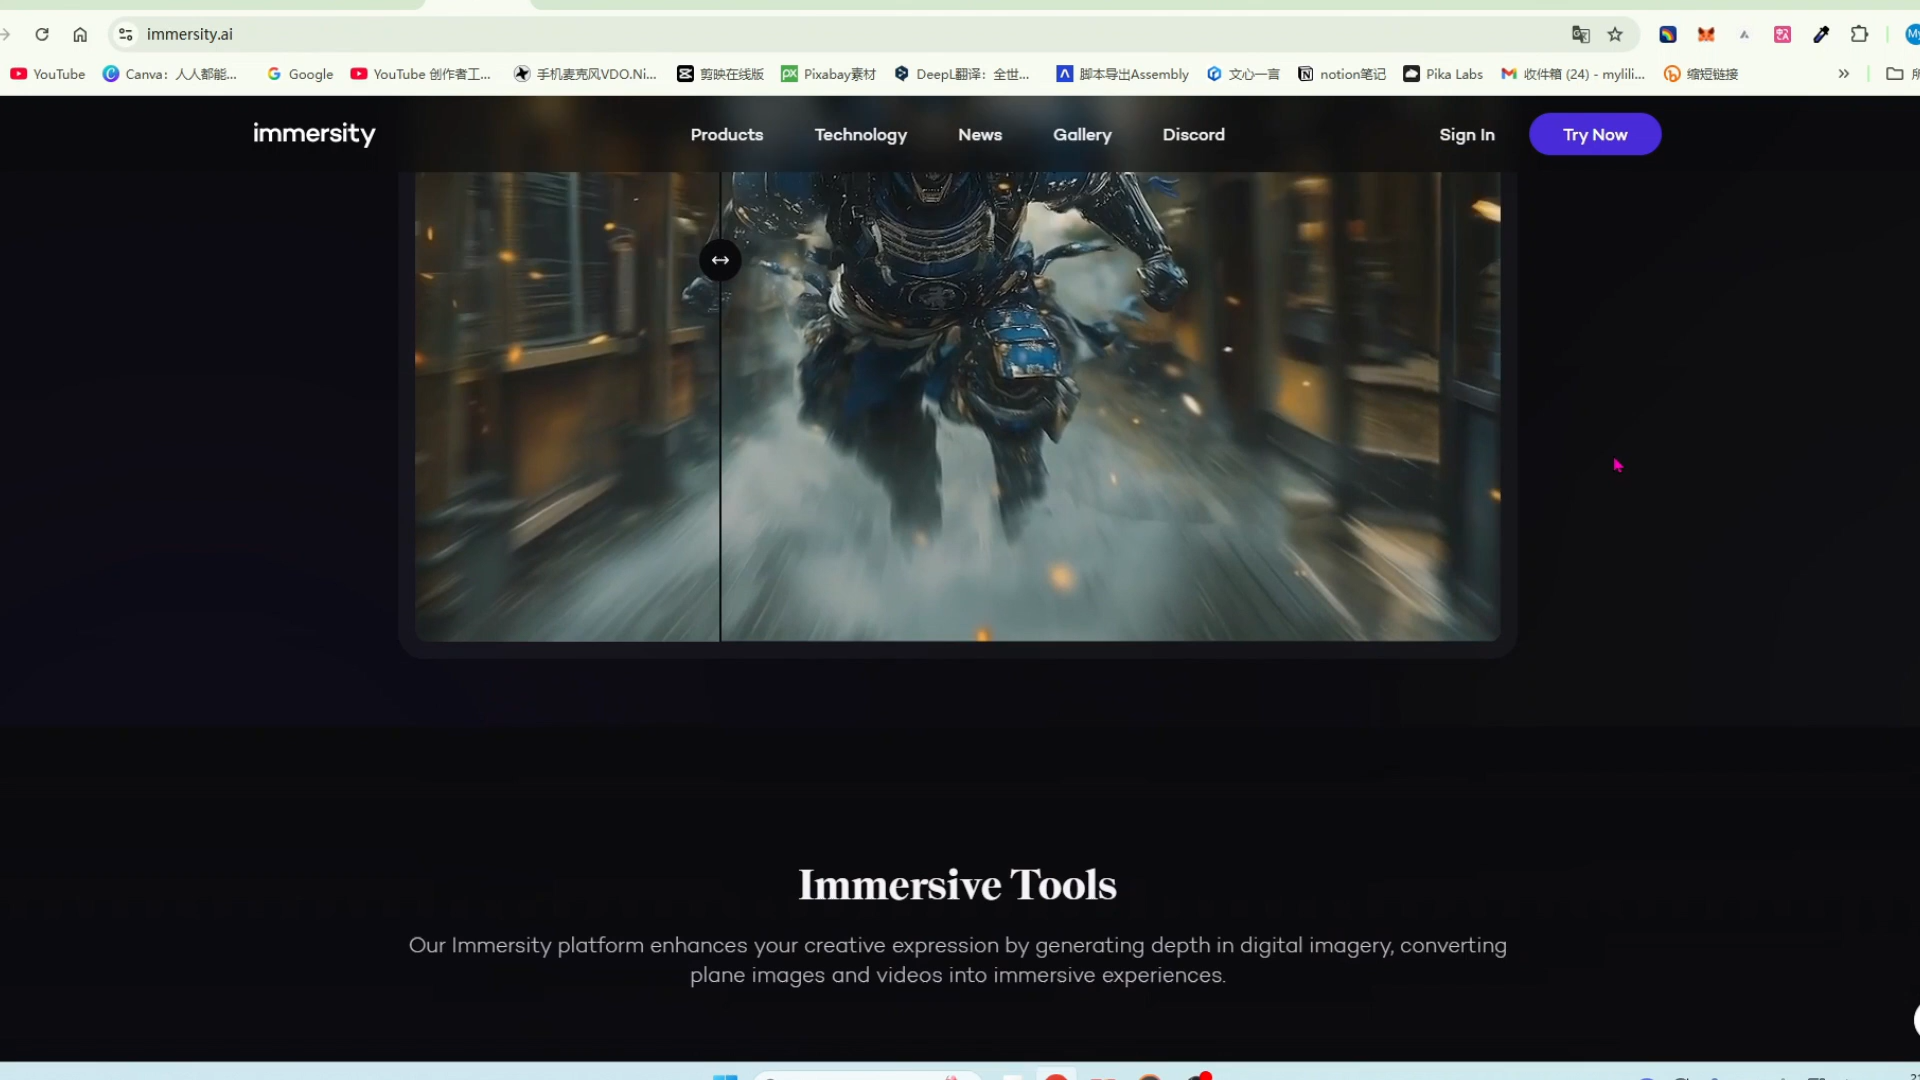 immersity.ai
YouTube
Canva：人人都能...
Google
YouTube 创作者工...
手机麦克风VDO.Ni...
剪映在线版
Pixabay素材
DeepL翻译：全世...
脚本导出Assembly
文心一言
notion笔记
Pika Labs
收件箱 (24) - mylili...
缩短链接
immersity
Products
Technology
News
Gallery
Discord
Sign In
Try Now
Immersive Tools
Our Immersity platform enhances your creative expression by generating depth in digital imagery, converting
plane images and videos into immersive experiences.